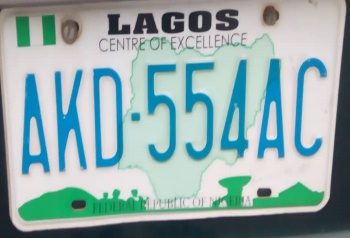 LAGOS
CENTRE OF EXCELLENCE
AKD-554AC
FEDERAL REPUBLIC OF NIGERIA